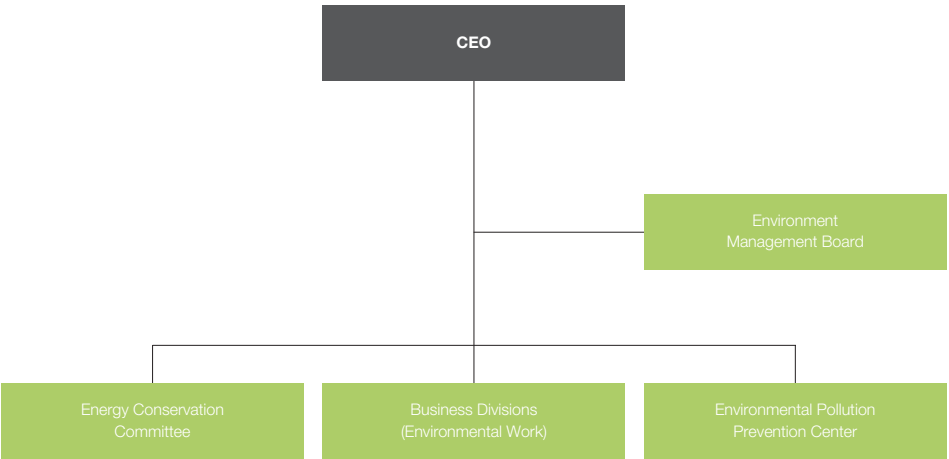 CEO
Environment
Management Board
Energy Conservation
Committee
Business Divisions
(Environmental Work)
Environmental Pollution
Prevention Center